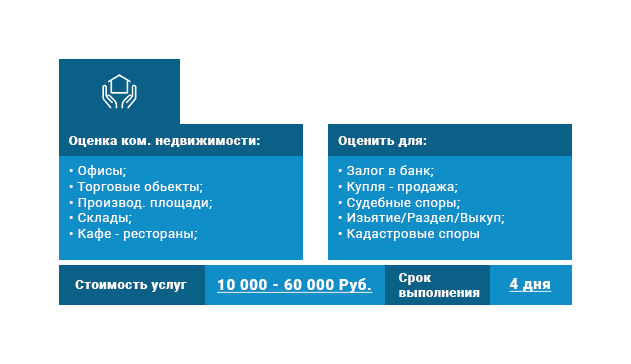 Оценка ком. недвижимости:
• Офисы;
• Торговые обьекты;
• Производ. площади;
• Склады;
• Кафе - рестораны;
Оценить для:
• Залог в банк;
• Купля - продажа;
• Судебные споры;
• Изьятие/Раздел/Выкуп;
• Кадастровые споры
Стоимость услуг
10 000 - 60 000 Руб.
Срок
выполнения
4 дня